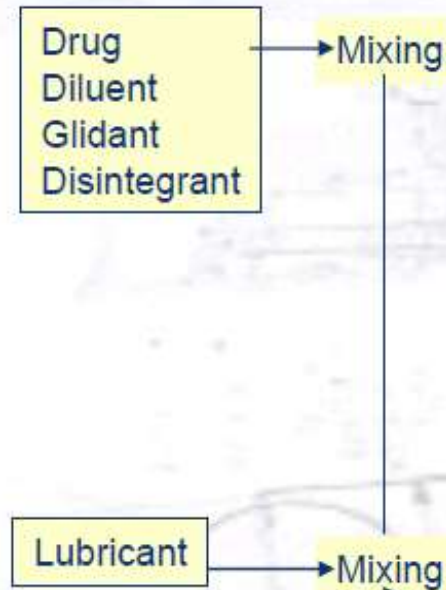 Drug
Diluent
Glidant
Disintegrant
Mixing
Lubricant
Mixing